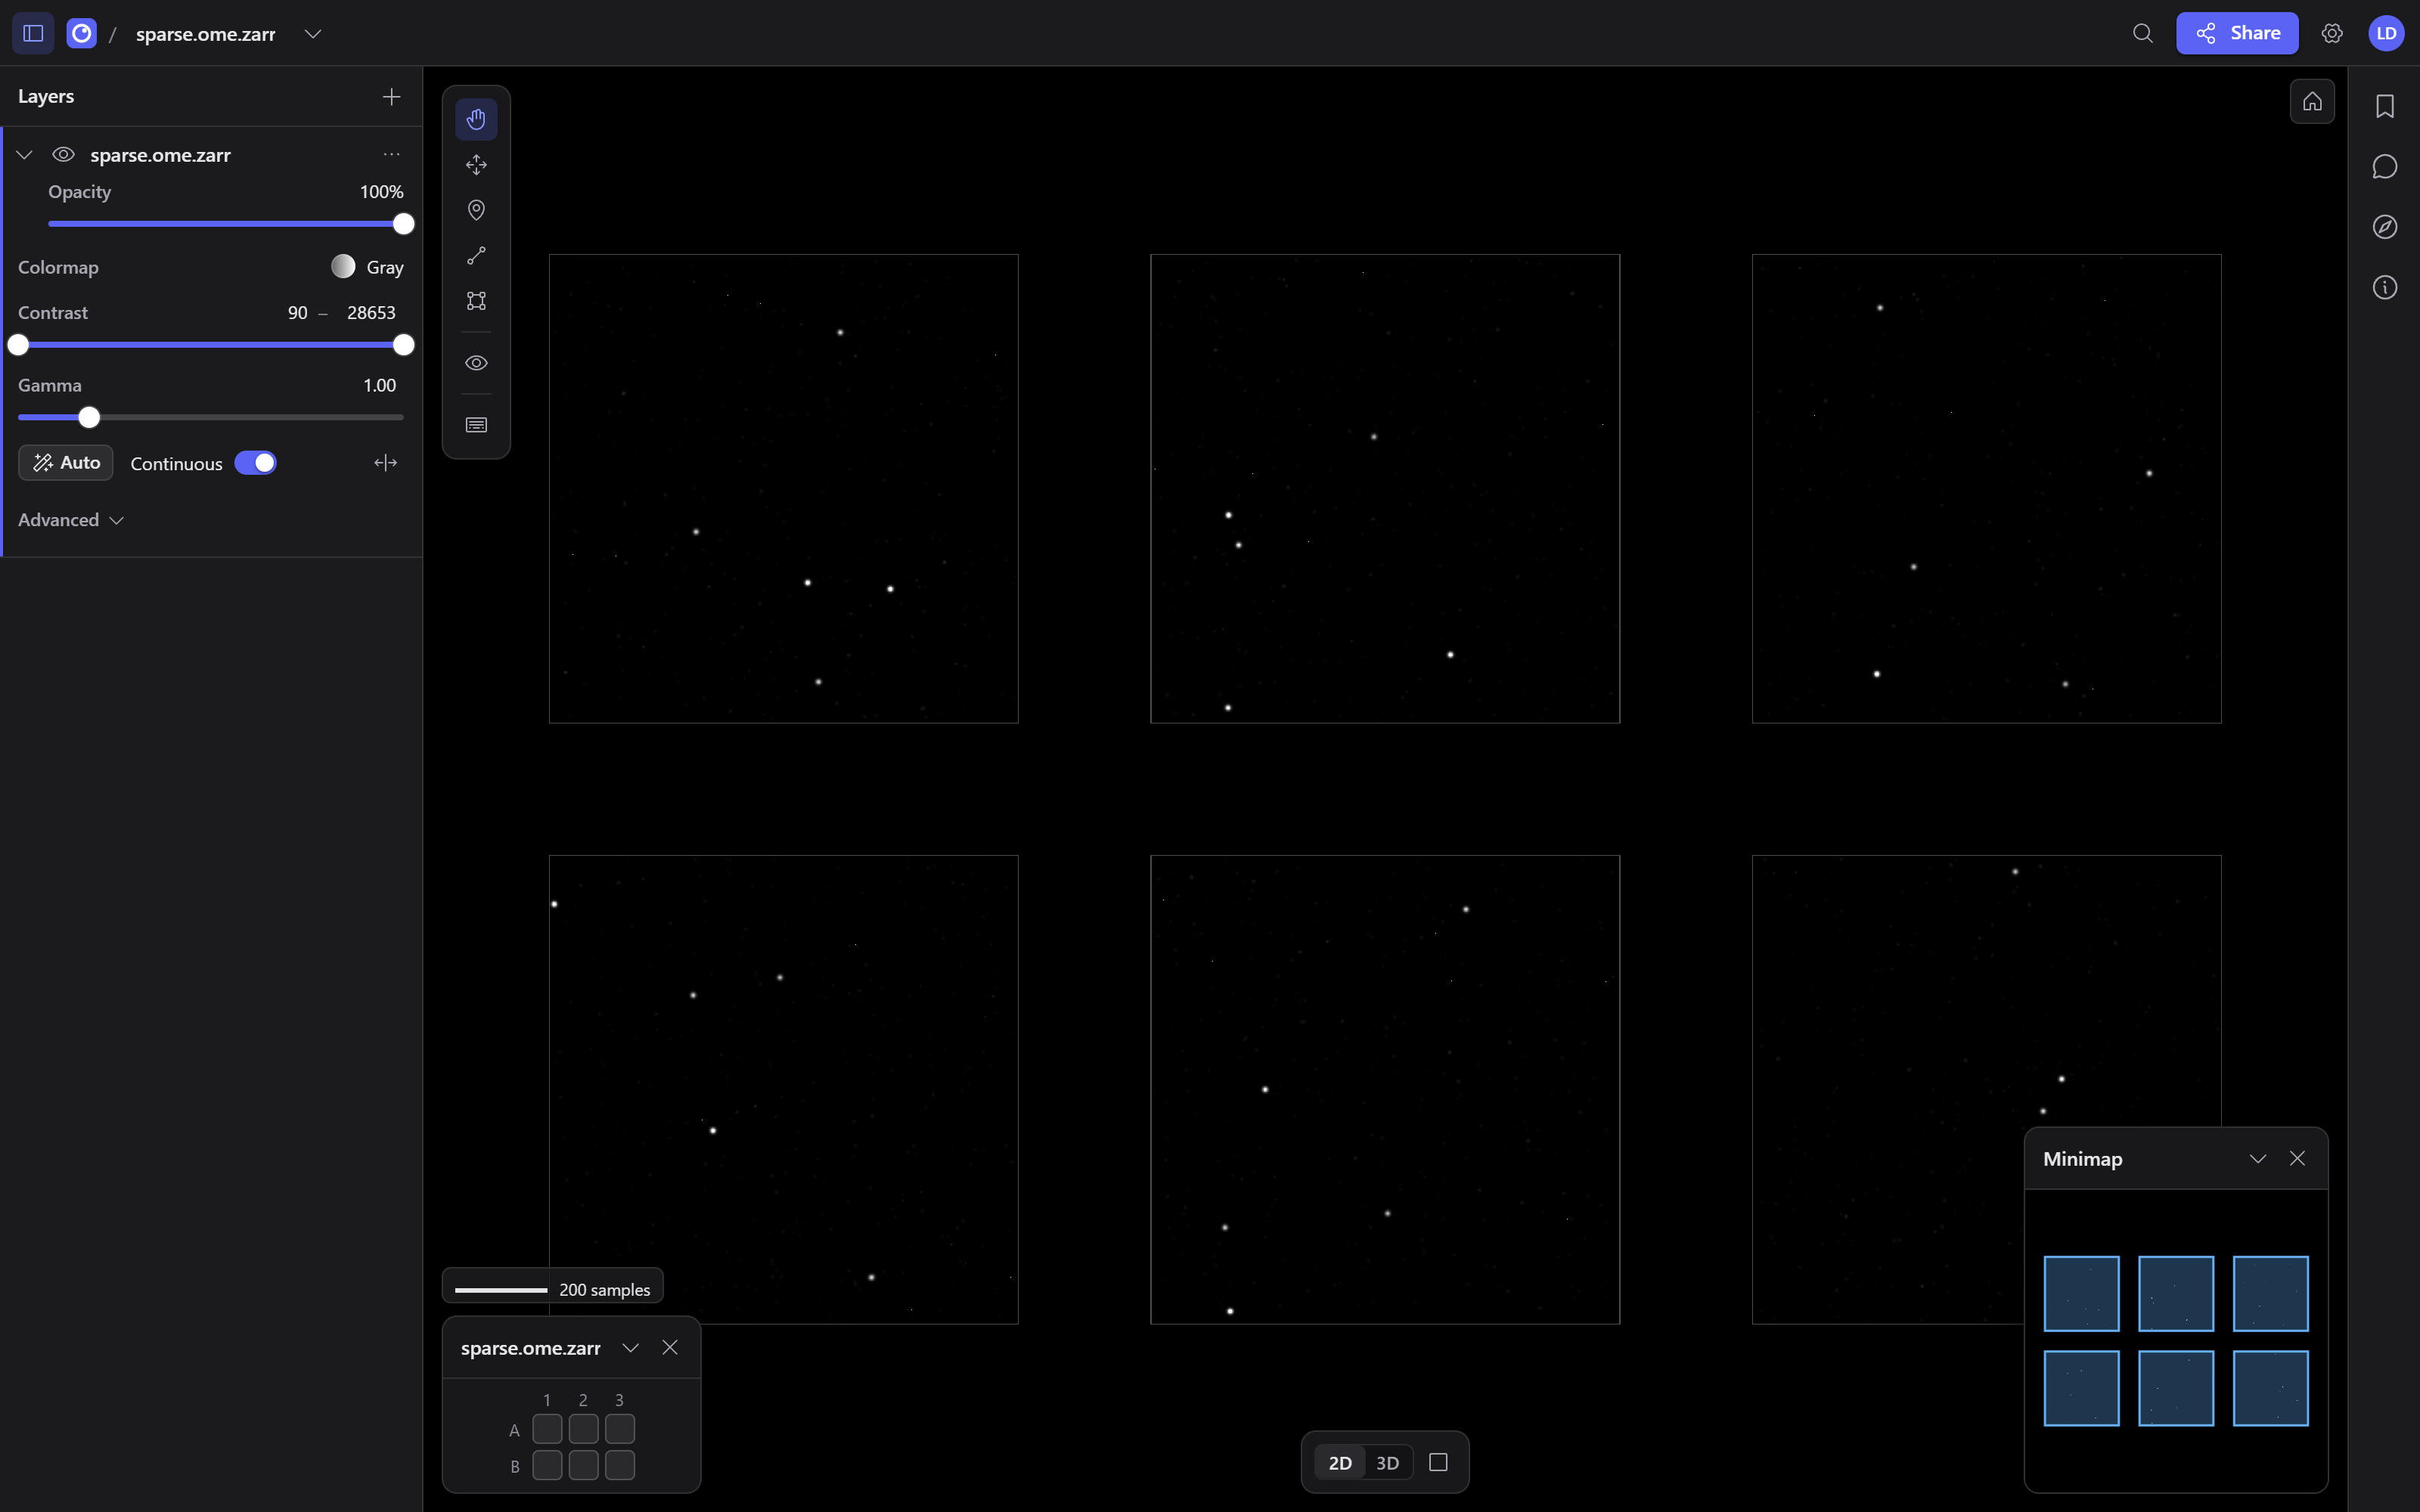 / sparse.ome.zarr
Share
LD
Layers
sparse.ome.zarr
Opacity 100%
Colormap Gray
Contrast 90 – 28653
Gamma 1.00
Auto Continuous
Advanced
200 samples
sparse.ome.zarr
1 2 3
A
B
2D 3D
Minimap